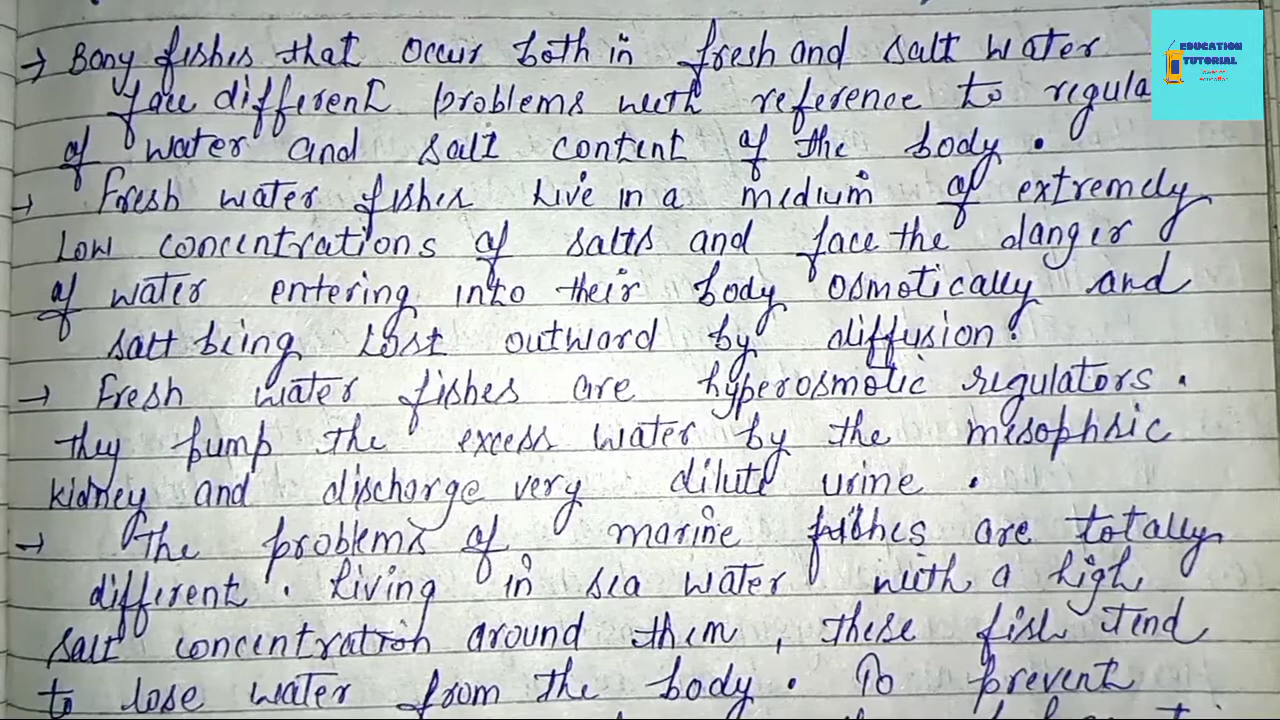 → Bony fishes that occur both in fresh and salt water
face different problems with reference to regula
of water and salt content of the body.
→ Fresh water fishes live in a medium of extremely
Low concentrations of salts and face the danger
of water entering into their body osmotically and
salt being lost outward by diffusion.
→ Fresh water fishes are hyperosmotic regulators.
they pump the excess water by the mesophric
kidney and discharge very dilute urine.
→ The problems of marine fishes are totally
different. Living in sea water with a high
salt concentration around them, these fish tend
to lose water from the body. To prevent
EDUCATION
TUTORIAL
education